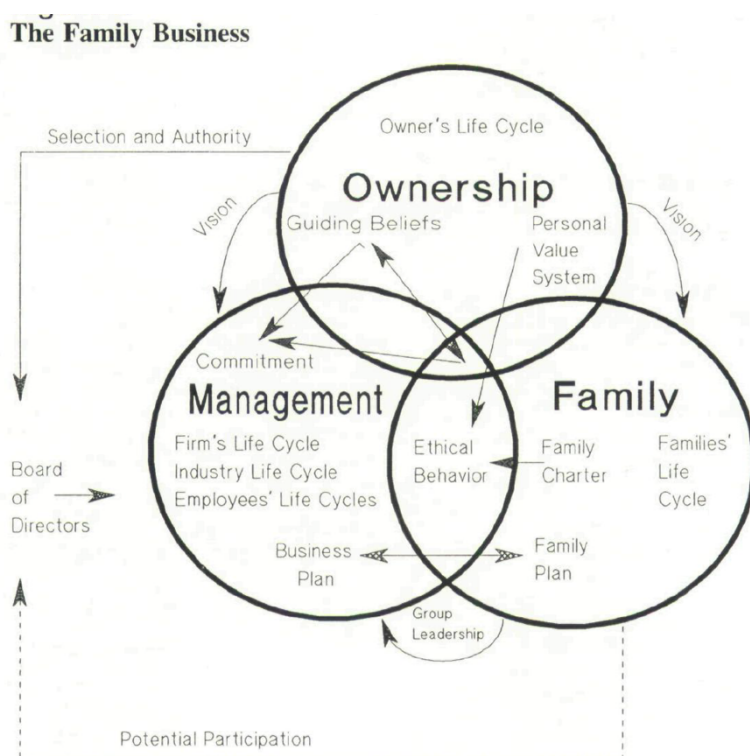 The Family Business
Owner's Life Cycle
Selection and Authority
Ownership
Vision
Vision
Guiding Beliefs
Personal
Value
System
Commitment
Management
Family
Firm's Life Cycle
Industry Life Cycle
Employees' Life Cycles
Ethical
Behavior
Family
Charter
Families'
Life
Cycle
Board
of
Directors
Business
Plan
Family
Plan
Group
Leadership
Potential Participation